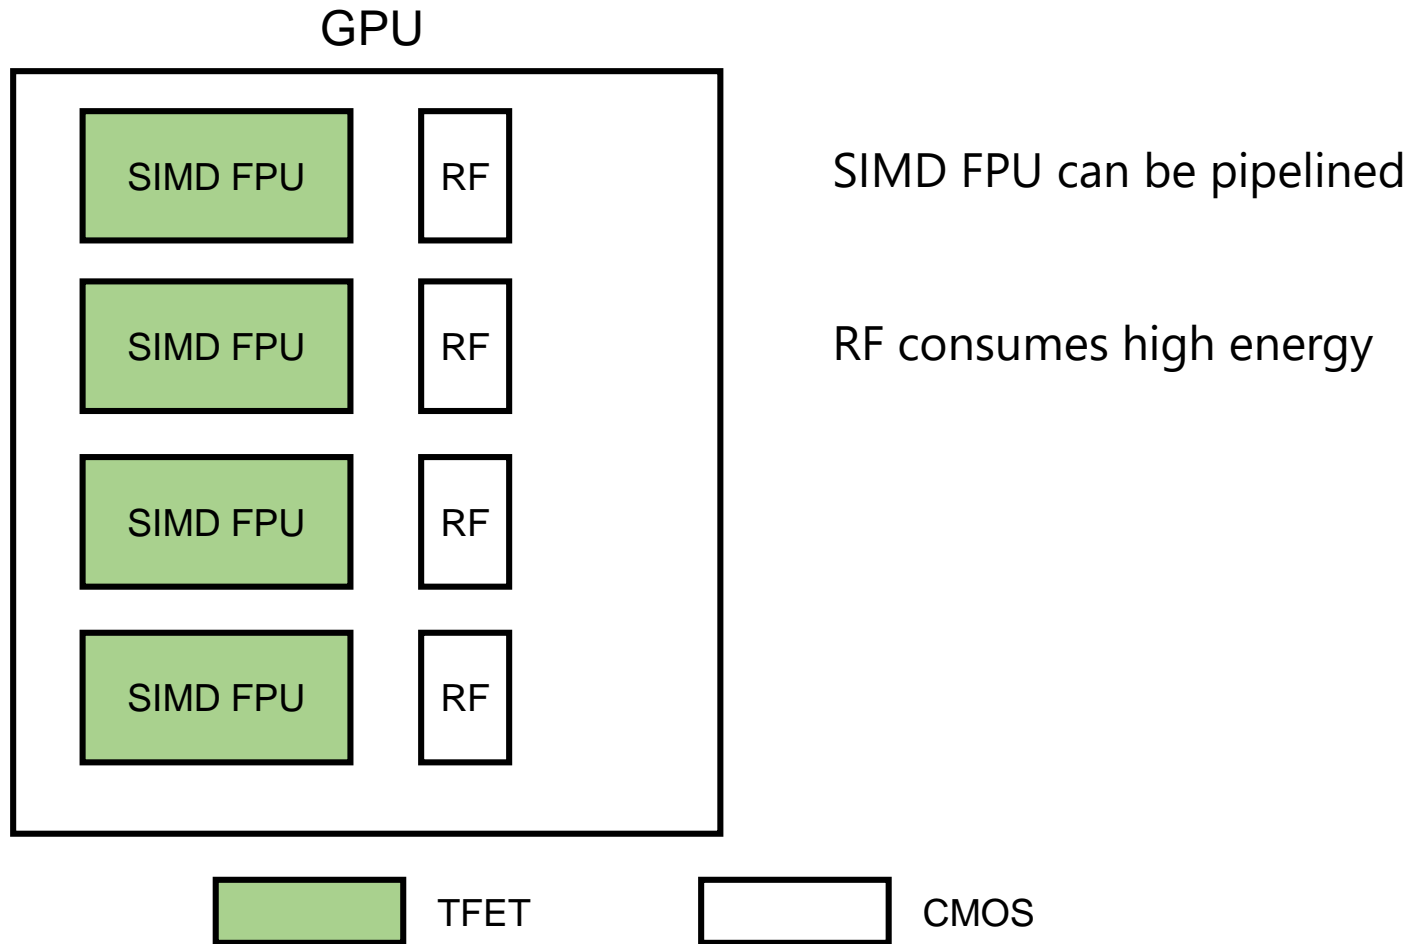 GPU
SIMD FPU RF SIMD FPU can be pipelined
SIMD FPU RF RF consumes high energy
SIMD FPU RF
SIMD FPU RF
TFET CMOS